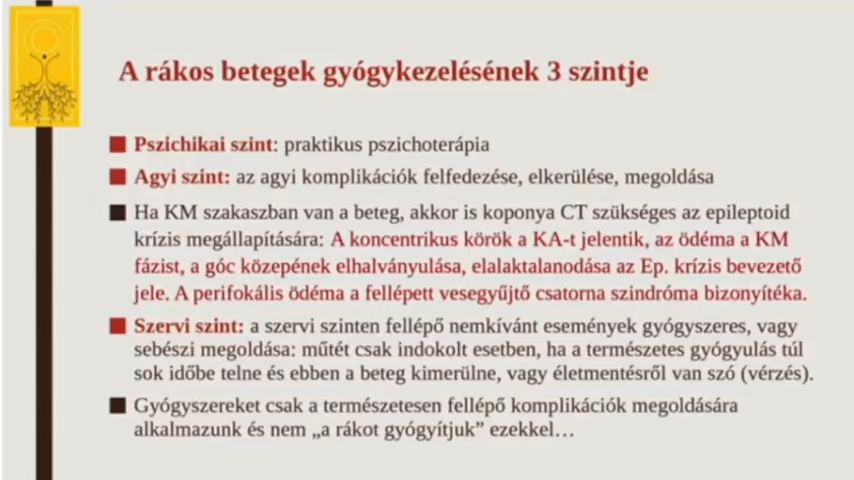 A rákos betegek gyógykezelésének 3 szintje
Pszichikai szint: praktikus pszichoterápia
Agyi szint: az agyi komplikációk felfedezése, elkerülése, megoldása
Ha KM szakaszban van a beteg, akkor is koponya CT szükséges az epileptoid
krízis megállapítására: A koncentrikus körök a KA-t jelentik, az ödéma a KM
fázist, a góc közepének elhalványulása, elalaktalanodása az Ep. krízis bevezető
jele. A perifokális ödéma a fellépett vesegyűjtő csatorna szindróma bizonyítéka.
Szervi szint: a szervi szinten fellépő nemkívánt események gyógyszeres, vagy
sebészi megoldása: műtét csak indokolt esetben, ha a természetes gyógyulás túl
sok időbe telne és ebben a beteg kimerülne, vagy életmentésről van szó (vérzés).
Gyógyszereket csak a természetesen fellépő komplikációk megoldására
alkalmazunk és nem „a rákot gyógyítjuk” ezekkel…